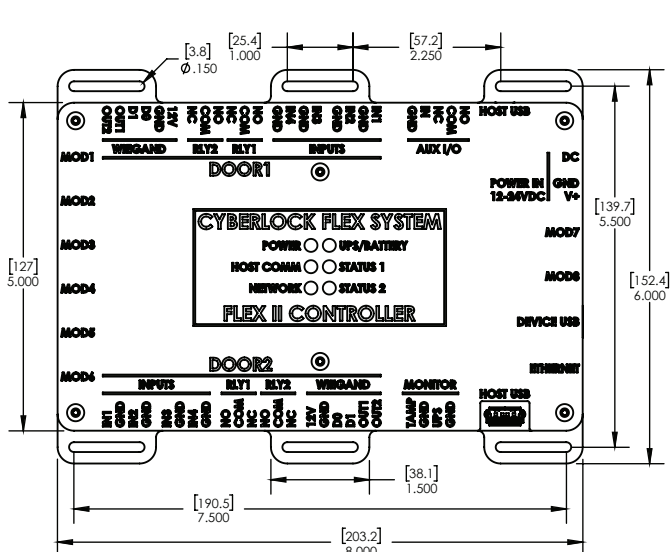 [3.8]
Ø.150
[25.4]
1.000
[57.2]
2.250
OUT2 OUT1 D1 D0 GND 12V
NC COM NO NC COM NO
GND IN4 GND IN3 GND IN2 GND IN1
GND IN NC COM NO
HOST USB
WIEGAND RLY2 RLY1 INPUTS AUX I/O
DOOR1
MOD1
MOD2
MOD3
MOD4
MOD5
MOD6
DC
POWER IN GND
12-24VDC V+
MOD7
MOD8
DEVICE USB
ETHERNET
CYBERLOCK FLEX SYSTEM
POWER UPS/BATTERY
HOST COMM STATUS 1
NETWORK STATUS 2
FLEX II CONTROLLER
DOOR2
INPUTS RLY1 RLY2 WIEGAND MONITOR
HOST USB
IN1 GND IN2 GND IN3 GND IN4 GND
NO COM NC NO COM NC
12V GND D0 D1 OUT1 OUT2
TAMP GND UPS GND
[127]
5.000
[139.7]
5.500
[152.4]
6.000
[38.1]
1.500
[190.5]
7.500
[203.2]
8.000